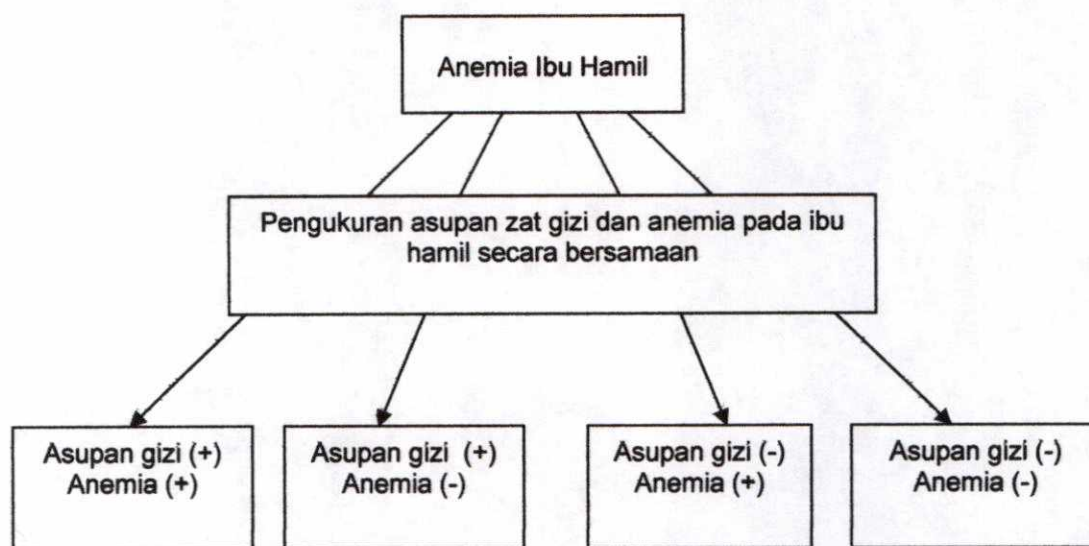 Anemia Ibu Hamil
Pengukuran asupan zat gizi dan anemia pada ibu
hamil secara bersamaan
Asupan gizi (+)
Anemia (+)
Asupan gizi (+)
Anemia (-)
Asupan gizi (-)
Anemia (+)
Asupan gizi (-)
Anemia (-)